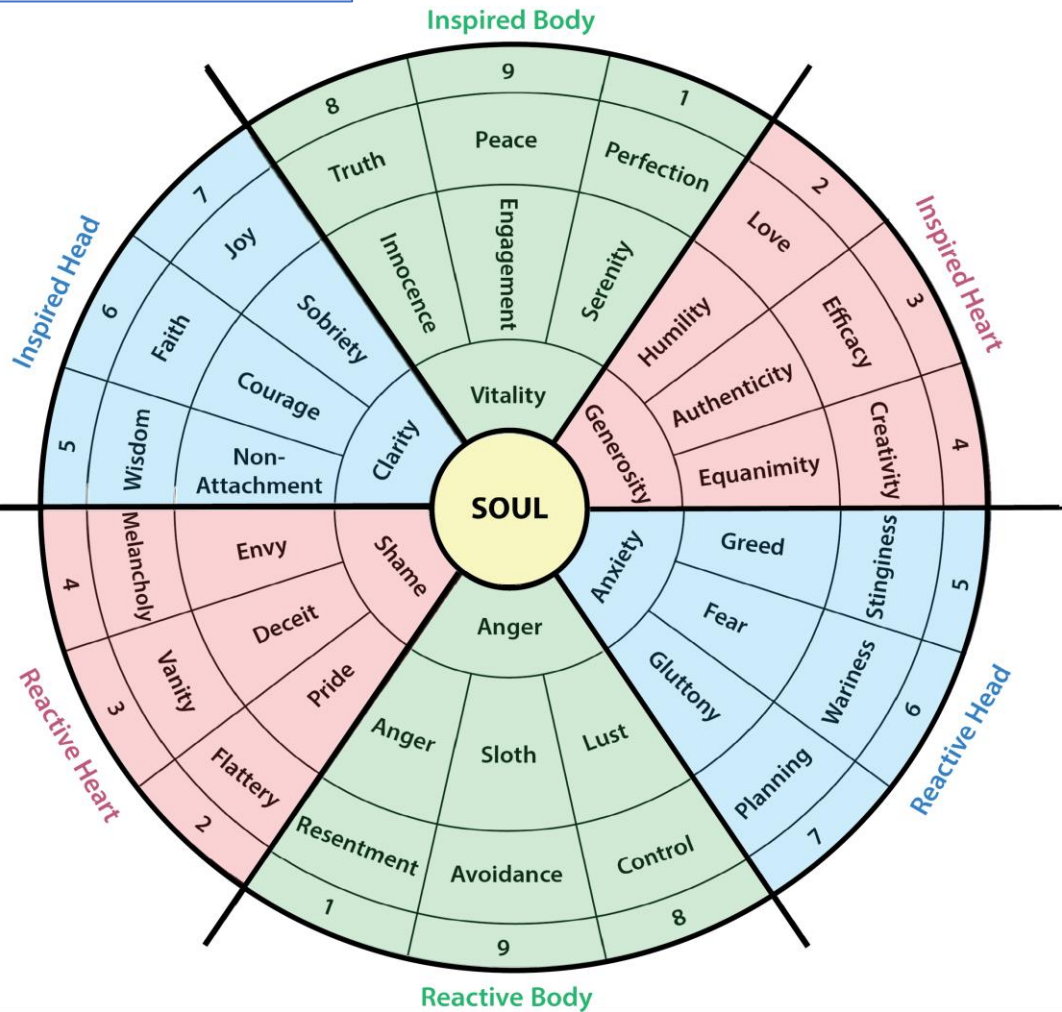 Inspired Body
8
9
1
Truth
Peace
Perfection
Innocence
Engagement
Serenity
Vitality
Inspired Heart
2
3
4
Love
Efficacy
Creativity
Humility
Authenticity
Equanimity
Generosity
Inspired Head
7
6
5
Joy
Faith
Wisdom
Sobriety
Courage
Non-
Attachment
Clarity
SOUL
Reactive Heart
4
3
2
Melancholy
Vanity
Flattery
Envy
Deceit
Pride
Shame
Reactive Head
5
6
7
Stinginess
Wariness
Planning
Greed
Fear
Gluttony
Anxiety
Anger
Anger
Sloth
Lust
Resentment
Avoidance
Control
1
9
8
Reactive Body